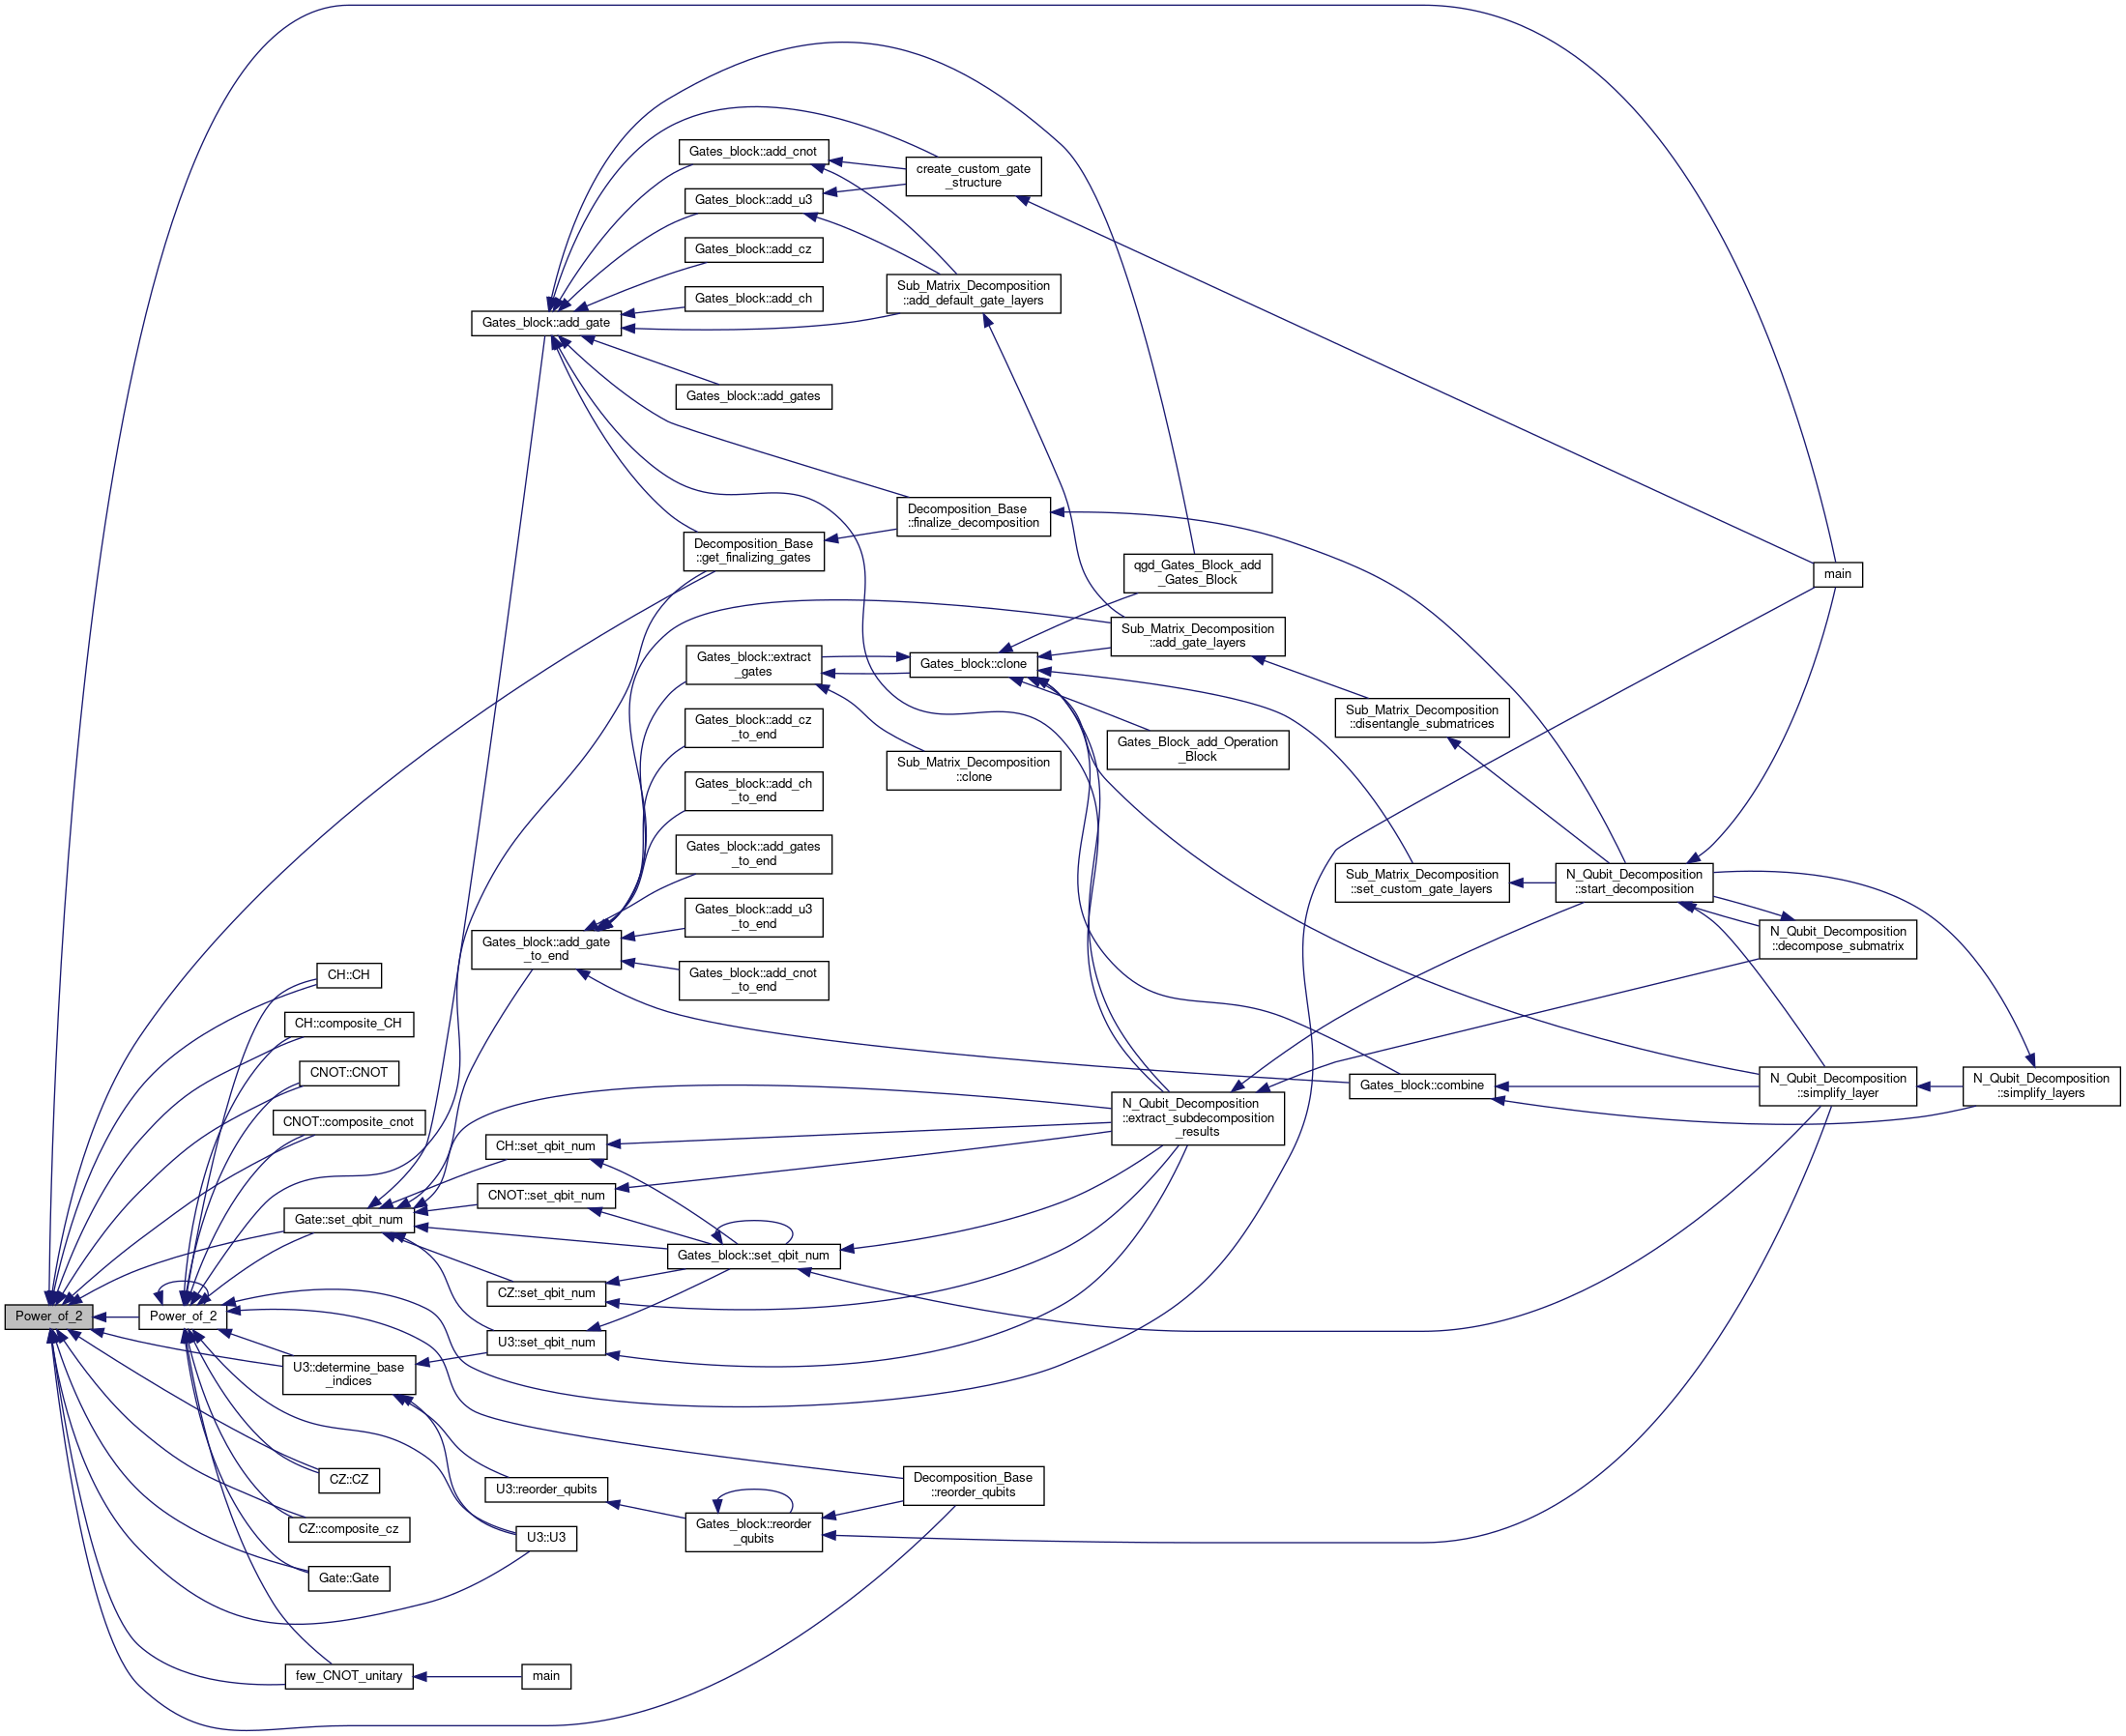 Gates_block::add_cnot
create_custom_gate
_structure
Gates_block::add_u3
Gates_block::add_cz
Gates_block::add_ch
Sub_Matrix_Decomposition
::add_default_gate_layers
Gates_block::add_gate
Gates_block::add_gates
Decomposition_Base
::finalize_decomposition
Decomposition_Base
::get_finalizing_gates
qgd_Gates_Block_add
_Gates_Block
main
Sub_Matrix_Decomposition
::add_gate_layers
Gates_block::extract
_gates
Gates_block::clone
Sub_Matrix_Decomposition
::disentangle_submatrices
Gates_block::add_cz
_to_end
Gates_Block_add_Operation
_Block
Sub_Matrix_Decomposition
::clone
Gates_block::add_ch
_to_end
Gates_block::add_gates
_to_end
Sub_Matrix_Decomposition
::set_custom_gate_layers
N_Qubit_Decomposition
::start_decomposition
Gates_block::add_u3
_to_end
N_Qubit_Decomposition
::decompose_submatrix
Gates_block::add_gate
_to_end
Gates_block::add_cnot
_to_end
CH::CH
CH::composite_CH
CNOT::CNOT
Gates_block::combine
N_Qubit_Decomposition
::simplify_layer
N_Qubit_Decomposition
::simplify_layers
N_Qubit_Decomposition
::extract_subdecomposition
_results
CNOT::composite_cnot
CH::set_qbit_num
CNOT::set_qbit_num
Gate::set_qbit_num
Gates_block::set_qbit_num
CZ::set_qbit_num
Power_of_2
Power_of_2
U3::set_qbit_num
U3::determine_base
_indices
CZ::CZ
U3::reorder_qubits
Decomposition_Base
::reorder_qubits
CZ::composite_cz
Gates_block::reorder
_qubits
U3::U3
Gate::Gate
few_CNOT_unitary
main